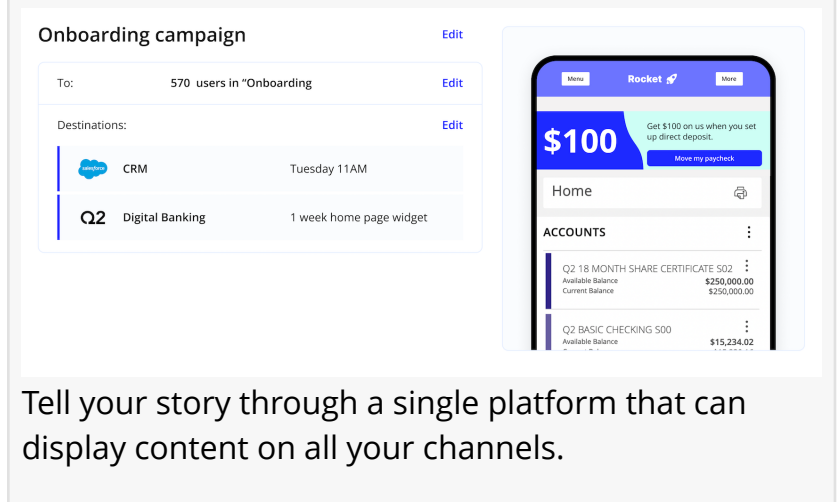 Onboarding campaign Edit
To: 570 users in “Onboarding Edit
Destinations: Edit
salesforce CRM Tuesday 11AM
Q2 Digital Banking 1 week home page widget
Menu Rocket More
$100
Get $100 on us when you set
up direct deposit.
Move my paycheck
Home
ACCOUNTS
Q2 18 MONTH SHARE CERTIFICATE S02
Available Balance $250,000.00
Current Balance $250,000.00
Q2 BASIC CHECKING S00
Available Balance $15,234.02
Tell your story through a single platform that can
display content on all your channels.